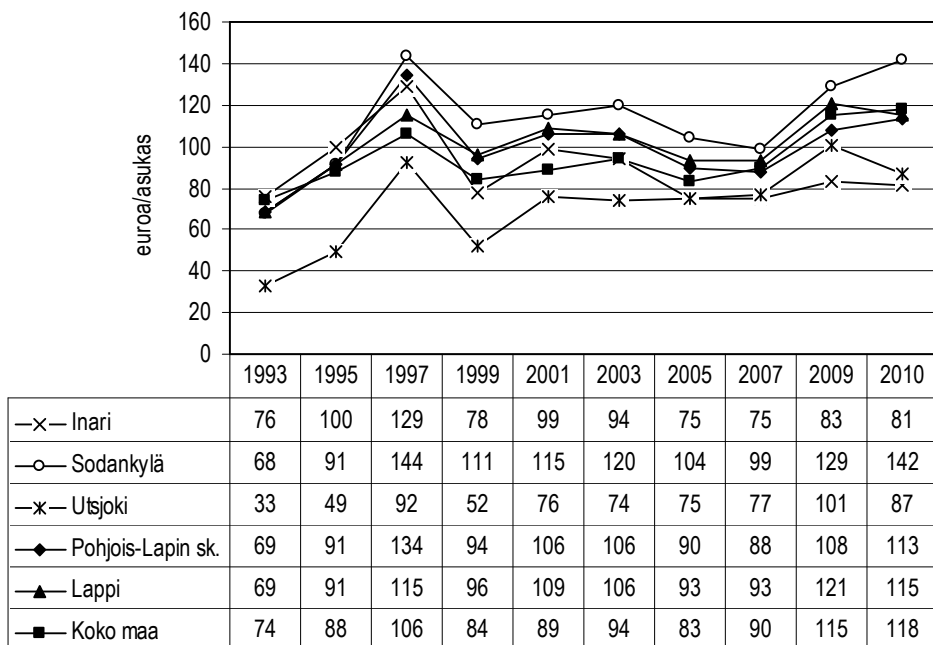 160
140
120
100
80
60
40
20
0
euroa/asukas
1993 1995 1997 1999 2001 2003 2005 2007 2009 2010
Inari 76 100 129 78 99 94 75 75 83 81
Sodankylä 68 91 144 111 115 120 104 99 129 142
Utsjoki 33 49 92 52 76 74 75 77 101 87
Pohjois-Lapin sk. 69 91 134 94 106 106 90 88 108 113
Lappi 69 91 115 96 109 106 93 93 121 115
Koko maa 74 88 106 84 89 94 83 90 115 118